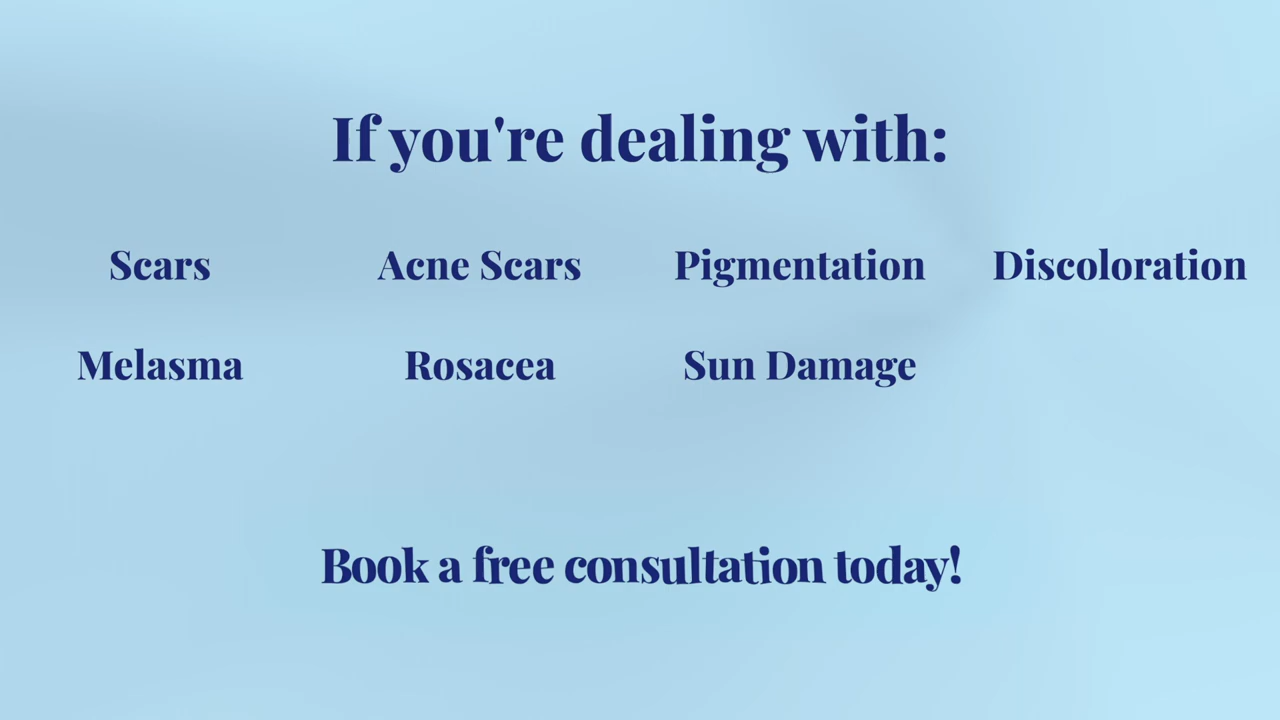 If you're dealing with:
Scars Acne Scars Pigmentation Discoloration
Melasma Rosacea Sun Damage
Book a free consultation today!